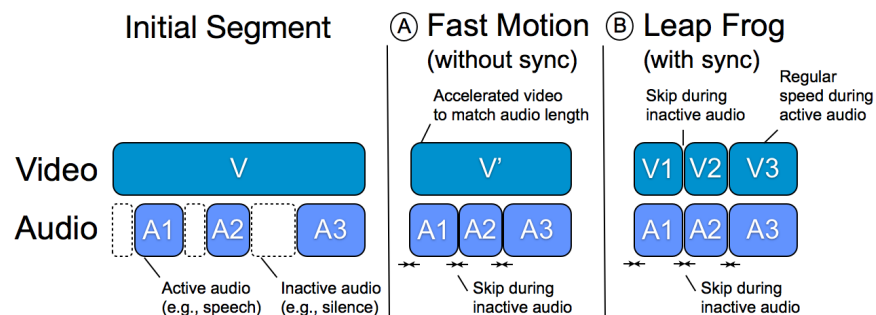 Initial Segment
Ⓐ Fast Motion
(without sync)
Ⓑ Leap Frog
(with sync)
Accelerated video
to match audio length
Skip during
inactive audio
Regular
speed during
active audio
Video
V
V'
V1 V2 V3
Audio
A1 A2 A3
A1 A2 A3
A1 A2 A3
Active audio
(e.g., speech)
Inactive audio
(e.g., silence)
Skip during
inactive audio
Skip during
inactive audio